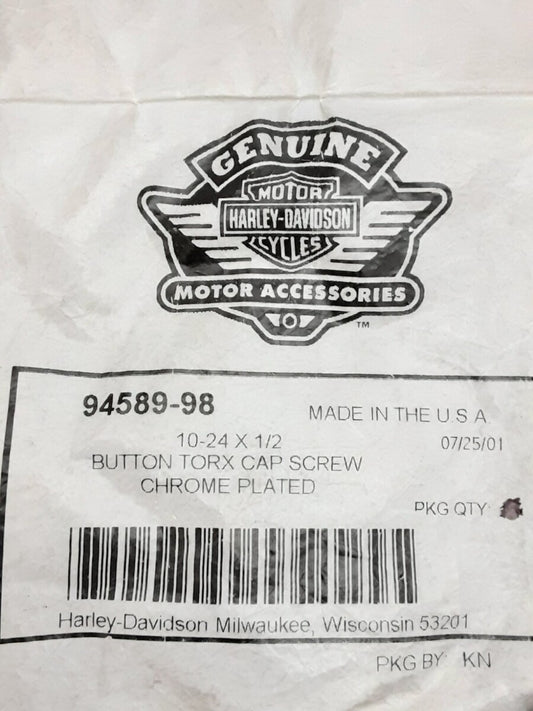 GENUINE
MOTOR
HARLEY-DAVIDSON
CYCLES
MOTOR ACCESSORIES
TM
94589-98 MADE IN THE U.S.A.
10-24 X 1/2 07/25/01
BUTTON TORX CAP SCREW
CHROME PLATED
PKG QTY:
Harley-Davidson Milwaukee, Wisconsin 53201
PKG BY: KN